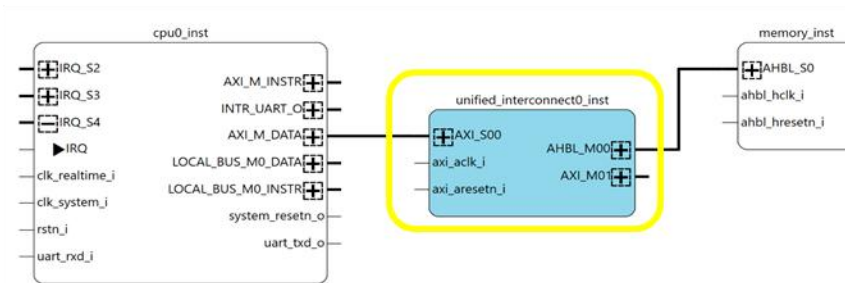 cpu0_inst
IRQ_S2
IRQ_S3
IRQ_S4
IRQ
clk_realtime_i
clk_system_i
rstn_i
uart_rxd_i
AXI_M_INSTR
INTR_UART_O
AXI_M_DATA
LOCAL_BUS_M0_DATA
LOCAL_BUS_M0_INSTR
system_resetn_o
uart_txd_o
unified_interconnect0_inst
AXI_S00
axi_aclk_i
axi_aresetn_i
AHBL_M00
AXI_M01
memory_inst
AHBL_S0
ahbl_hclk_i
ahbl_hresetn_i